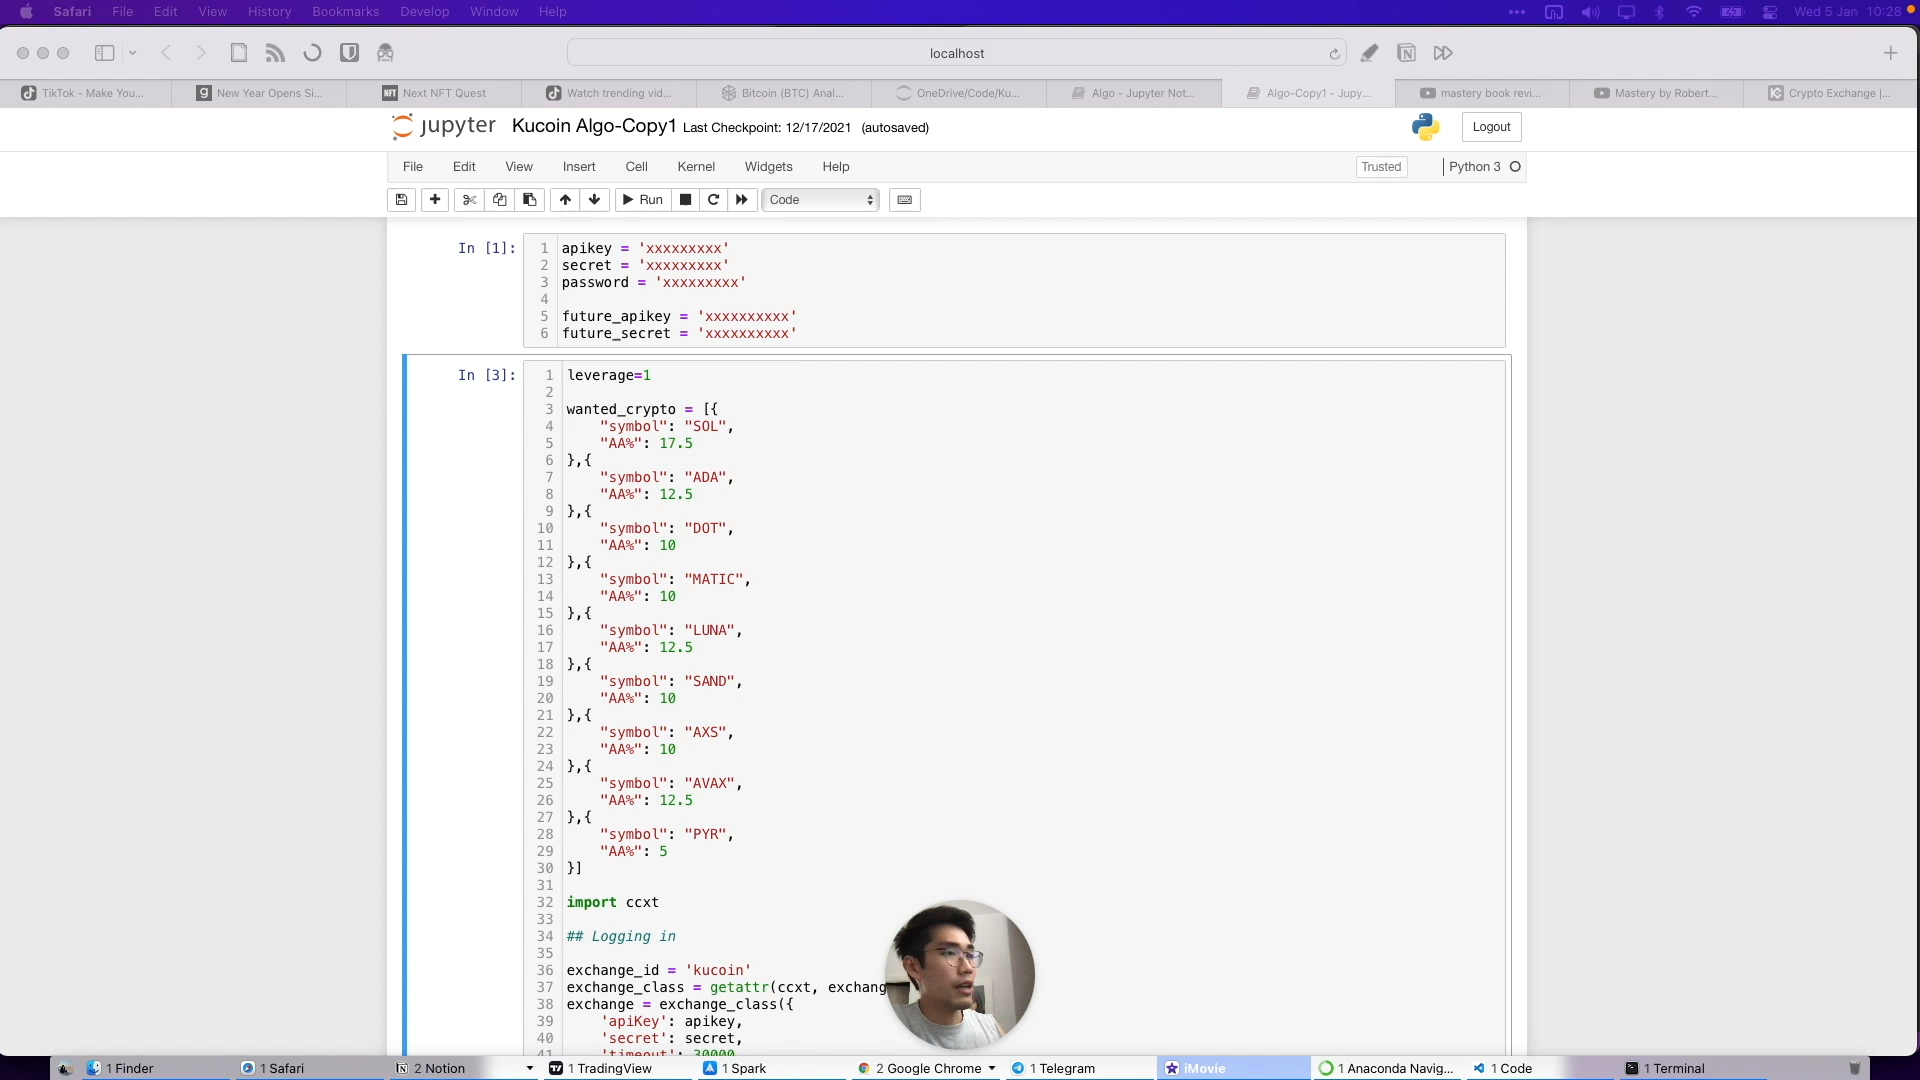 Safari File Edit View History Bookmarks Develop Window Help Wed 5 Jan 10:28
localhost
TikTok - Make You... New Year Opens Si... Next NFT Quest Watch trending vid... Bitcoin (BTC) Anal... OneDrive/Code/Ku... Algo - Jupyter Not... Algo-Copy1 - Jupy... mastery book revi... Mastery by Robert... Crypto Exchange |...
jupyter Kucoin Algo-Copy1 Last Checkpoint: 12/17/2021 (autosaved) Logout
File Edit View Insert Cell Kernel Widgets Help Trusted Python 3
Run Code
In [1]: 1 apikey = 'xxxxxxxxx'
2 secret = 'xxxxxxxxx'
3 password = 'xxxxxxxxx'
4
5 future_apikey = 'xxxxxxxxxx'
6 future_secret = 'xxxxxxxxxx'
In [3]: 1 leverage=1
2
3 wanted_crypto = [{
4 "symbol": "SOL",
5 "AA%": 17.5
6 },{
7 "symbol": "ADA",
8 "AA%": 12.5
9 },{
10 "symbol": "DOT",
11 "AA%": 10
12 },{
13 "symbol": "MATIC",
14 "AA%": 10
15 },{
16 "symbol": "LUNA",
17 "AA%": 12.5
18 },{
19 "symbol": "SAND",
20 "AA%": 10
21 },{
22 "symbol": "AXS",
23 "AA%": 10
24 },{
25 "symbol": "AVAX",
26 "AA%": 12.5
27 },{
28 "symbol": "PYR",
29 "AA%": 5
30 }]
31
32 import ccxt
33
34 ## Logging in
35
36 exchange_id = 'kucoin'
37 exchange_class = getattr(ccxt, exchang
38 exchange = exchange_class({
39 'apiKey': apikey,
40 'secret': secret,
41 'timeout': 30000
1 Finder 1 Safari 2 Notion 1 TradingView 1 Spark 2 Google Chrome 1 Telegram iMovie 1 Anaconda Navig... 1 Code 1 Terminal